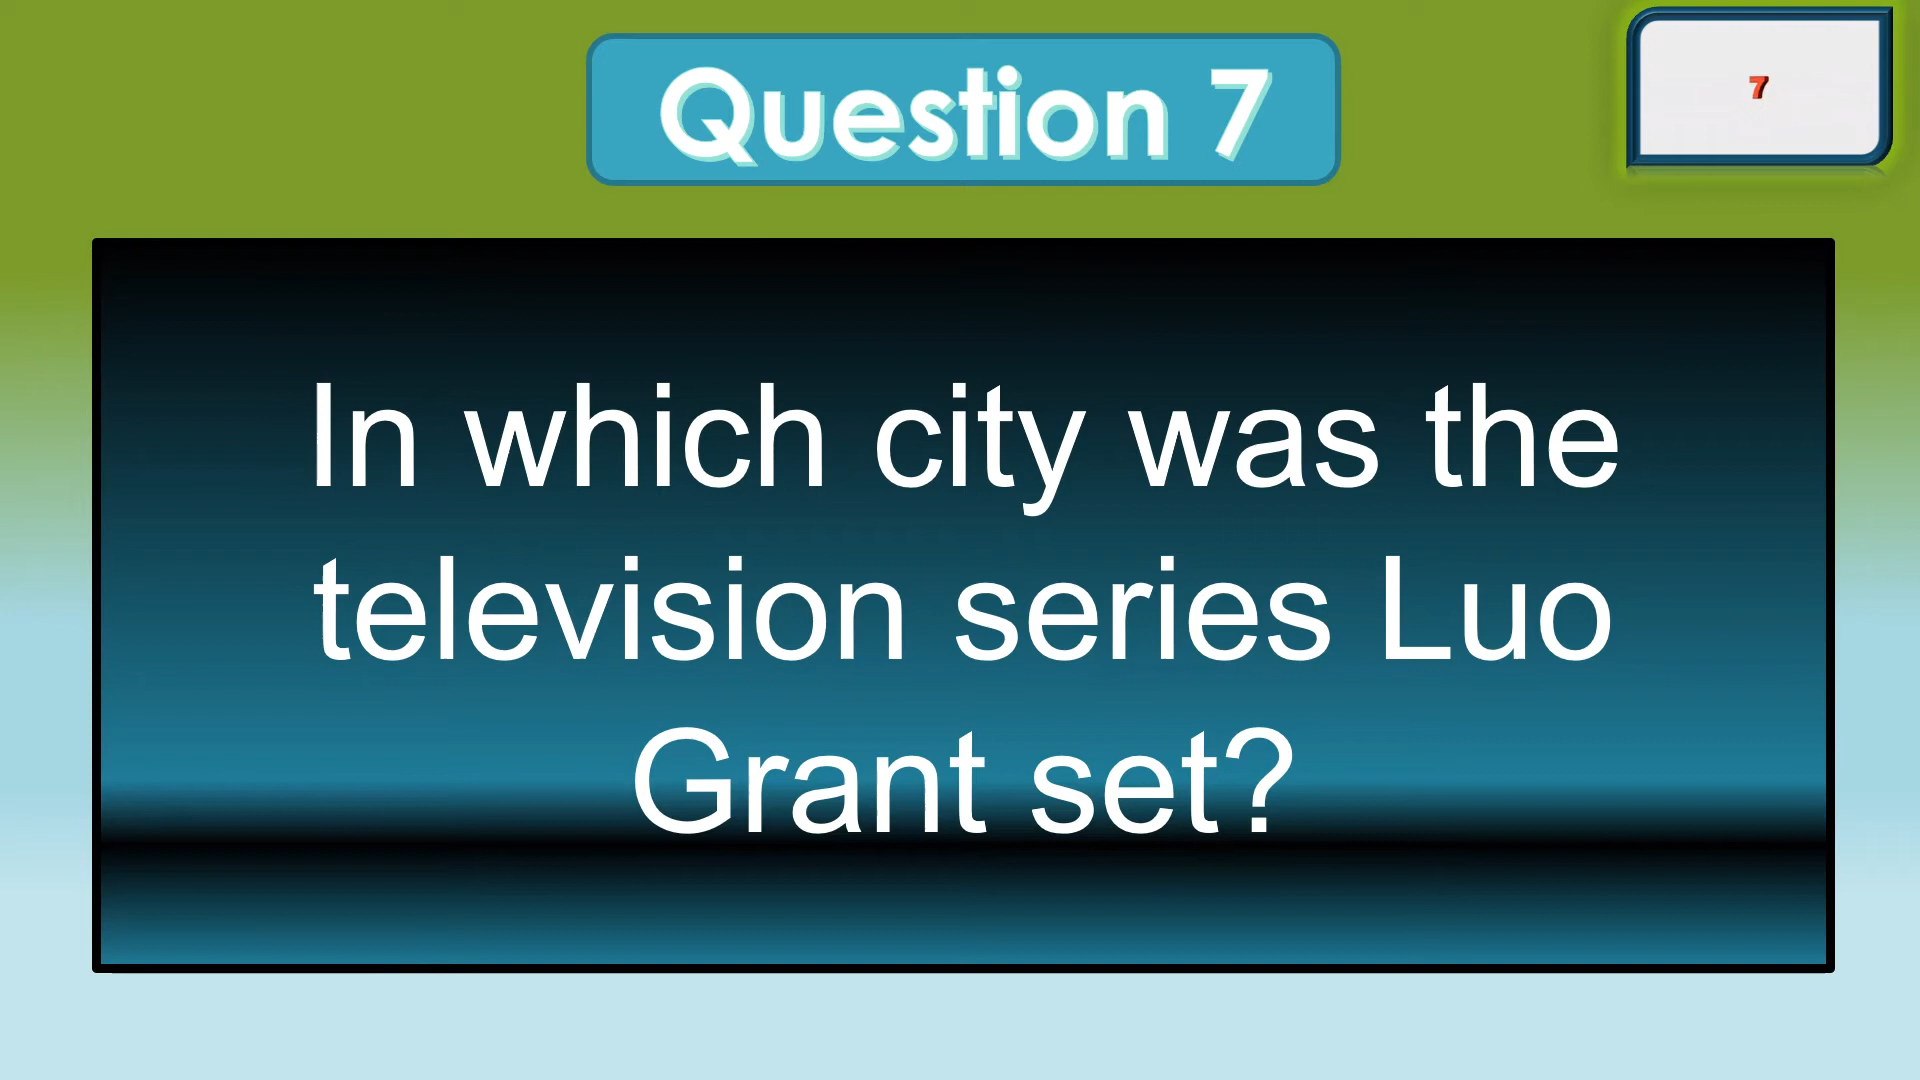 Question 7
7
In which city was the
television series Luo
Grant set?